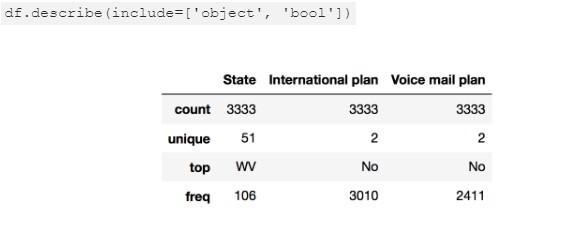 df.describe(include=['object', 'bool'])
State International plan Voice mail plan
count 3333 3333 3333
unique 51 2 2
top WV No No
freq 106 3010 2411